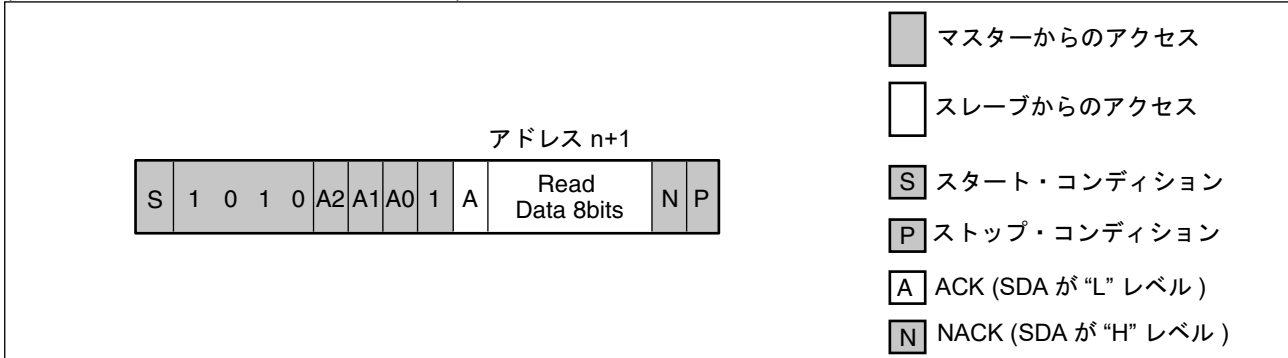 アドレス n+1
S 1 0 1 0 A2 A1 A0 1 A Read Data 8bits N P
マスターからのアクセス
スレーブからのアクセス
S スタート・コンディション
P ストップ・コンディション
A ACK (SDA が “L” レベル )
N NACK (SDA が “H” レベル )